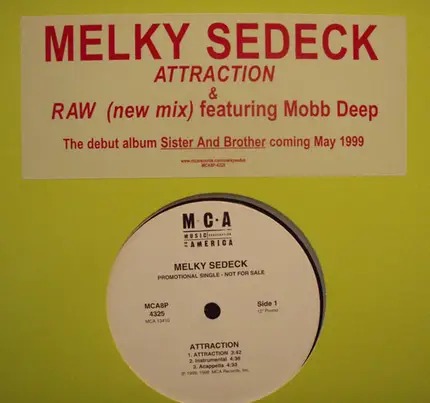 MELKY SEDECK
ATTRACTION
&
RAW (new mix) featuring Mobb Deep
The debut album Sister And Brother coming May 1999
M·C·A
MUSIC
AMERICA
MELKY SEDECK
PROMOTIONAL SINGLE - NOT FOR SALE
MCA8P
4325
Side 1
12" Promo
ATTRACTION
1. ATTRACTION 3:42
2. Instrumental 4:38
3. Acappella 4:30